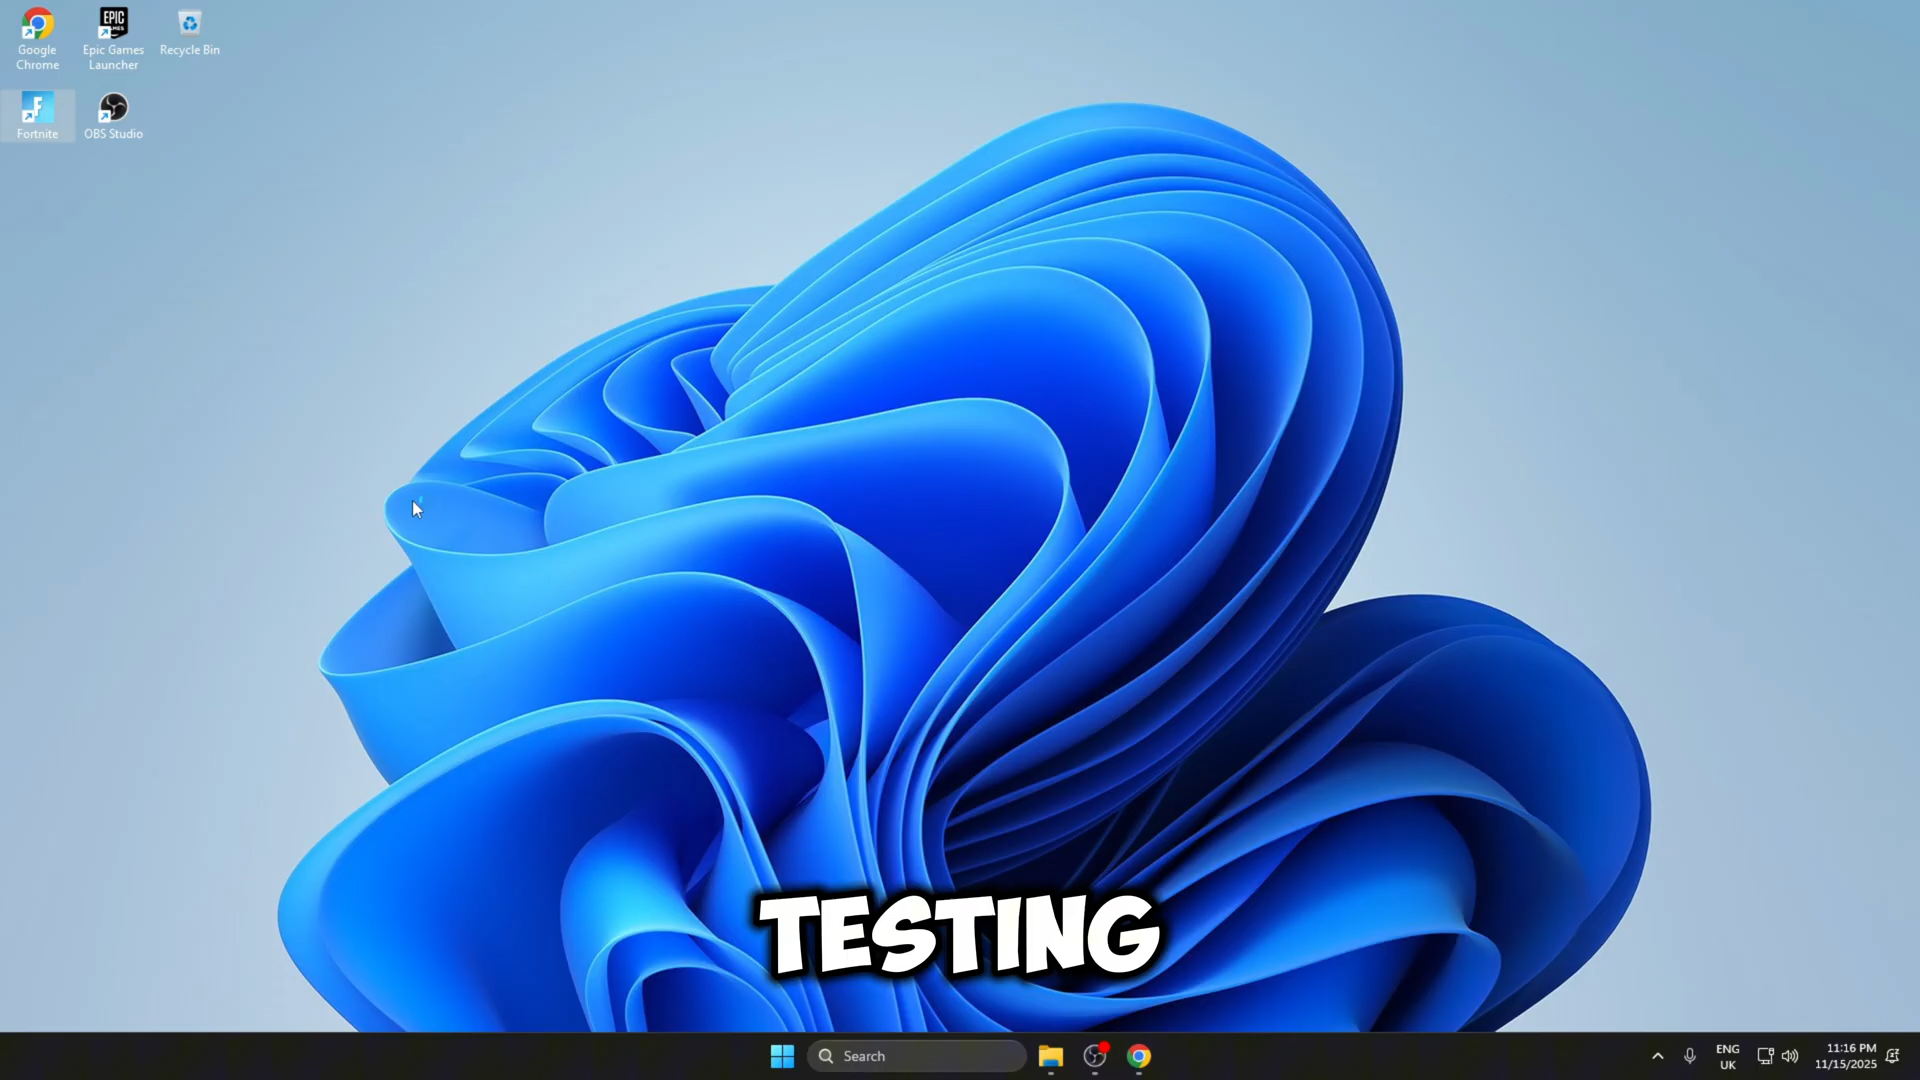 Google
Chrome
EPIC
GAMES
Epic Games
Launcher
Recycle Bin
F
Fortnite
OBS Studio
TESTING
Search
ENG
UK
11:16 PM
11/15/2025